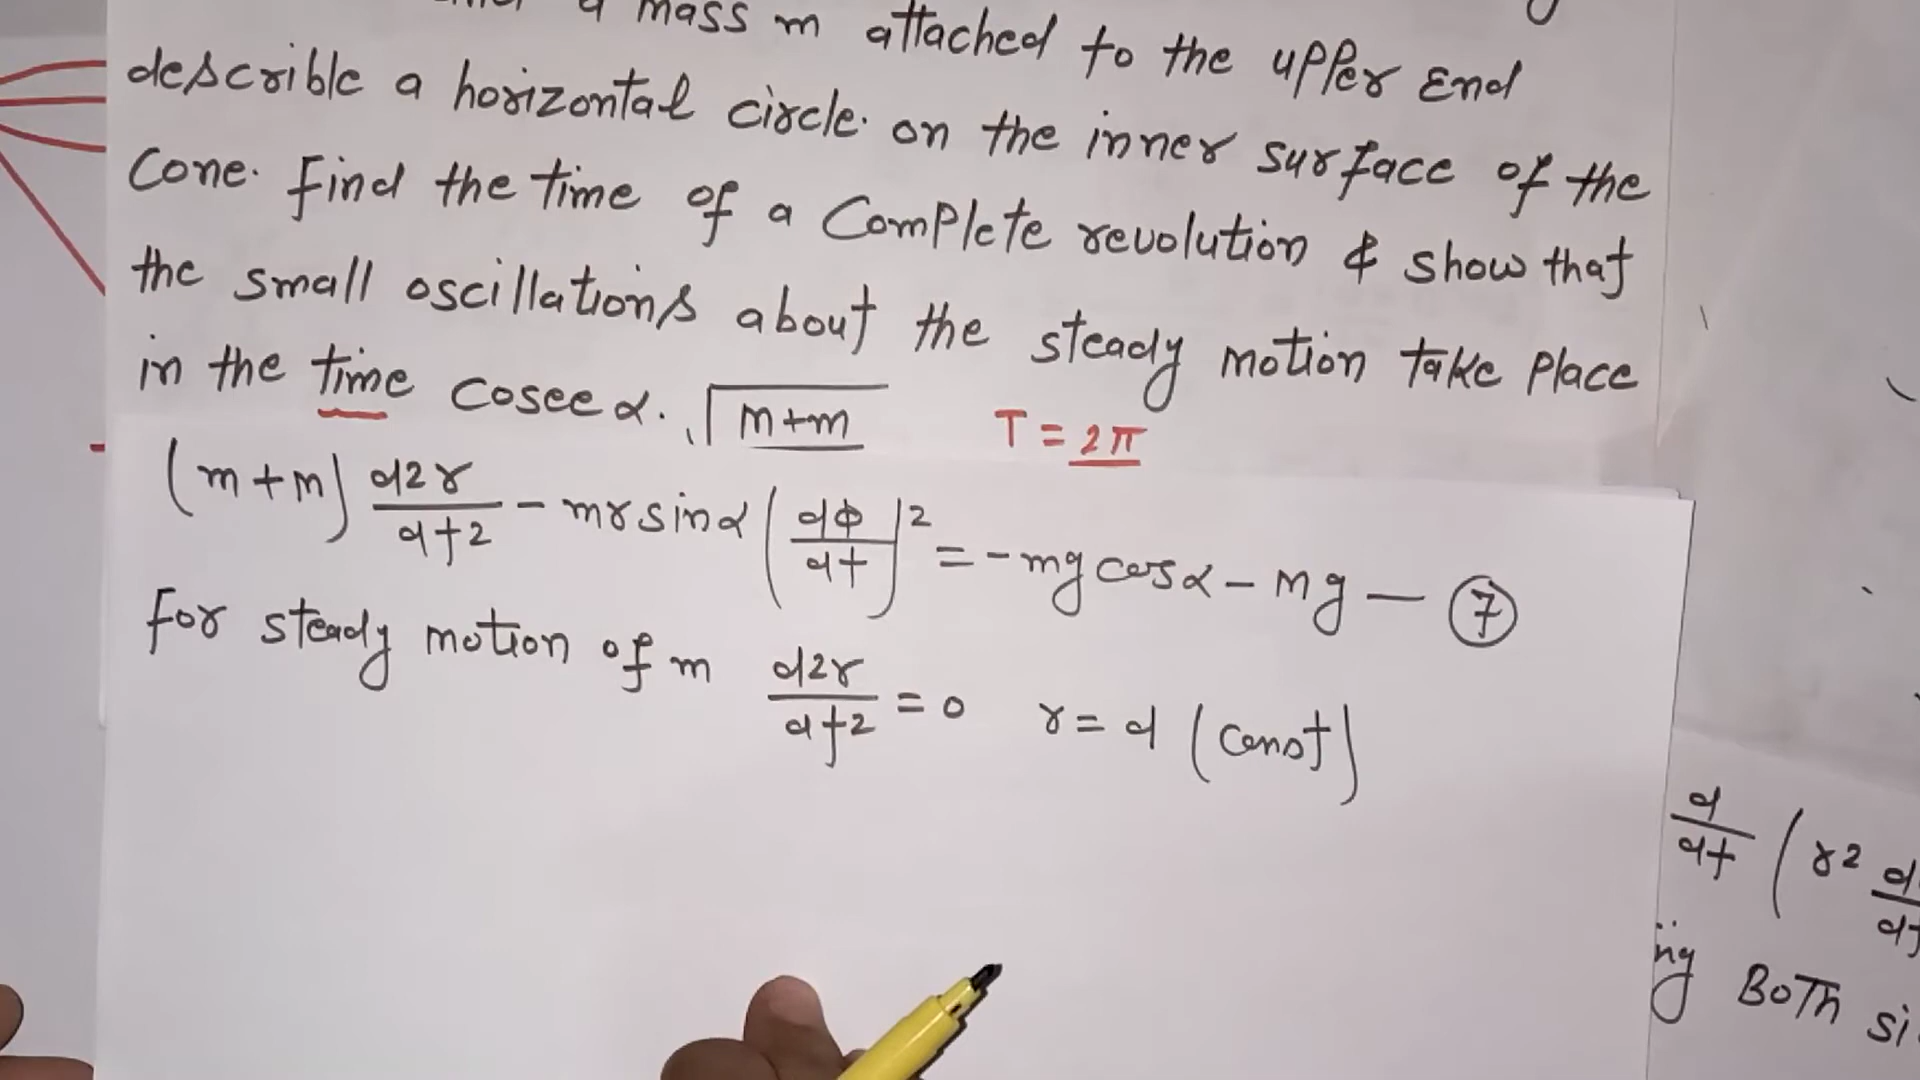 a mass m attached to the upper End
describle a horizontal circle. on the inner surface of the
Cone. Find the time of a Complete revolution & show that
the small oscillations about the steady motion take Place
in the time cosec α. √m+m T = 2π
(m+m) d2r/dt2 - mr sinα (dφ/dt)2 = - mg cosα - mg — 7
For steady motion of m d2r/dt2 = 0 r = d (Const)
d/dt (r2 d
ng BOTH si